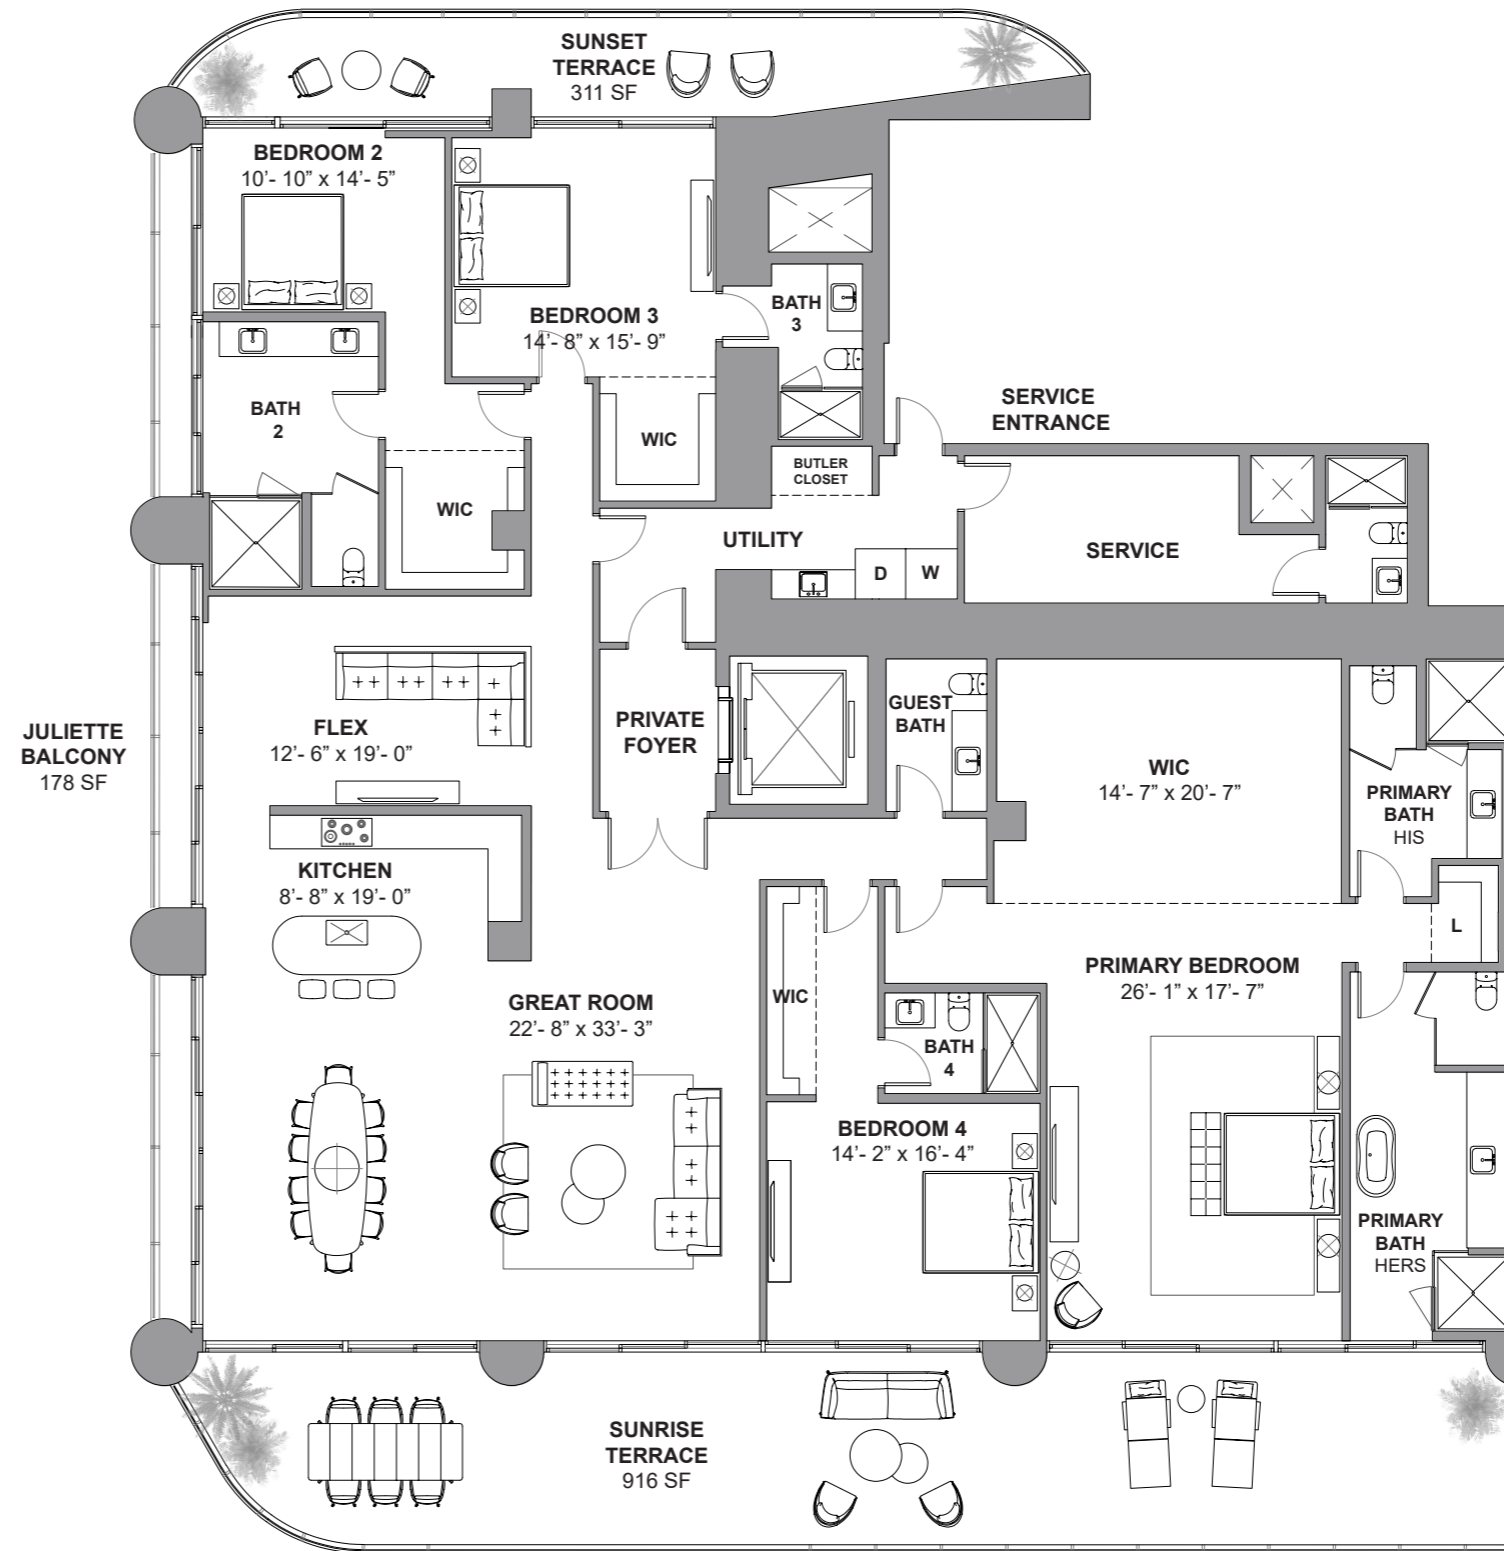 SUNSET
TERRACE
311 SF
BEDROOM 2
10’- 10” x 14’- 5”
BEDROOM 3
14’- 8” x 15’- 9”
BATH
3
BATH
2
WIC
WIC
SERVICE
ENTRANCE
BUTLER
CLOSET
UTILITY
D
W
SERVICE
JULIETTE
BALCONY
178 SF
FLEX
12’- 6” x 19’- 0”
PRIVATE
FOYER
GUEST
BATH
WIC
14’- 7” x 20’- 7”
PRIMARY
BATH
HIS
KITCHEN
8’- 8” x 19’- 0”
L
GREAT ROOM
22’- 8” x 33’- 3”
WIC
PRIMARY BEDROOM
26’- 1” x 17’- 7”
BATH
4
BEDROOM 4
14’- 2” x 16’- 4”
PRIMARY
BATH
HERS
SUNRISE
TERRACE
916 SF